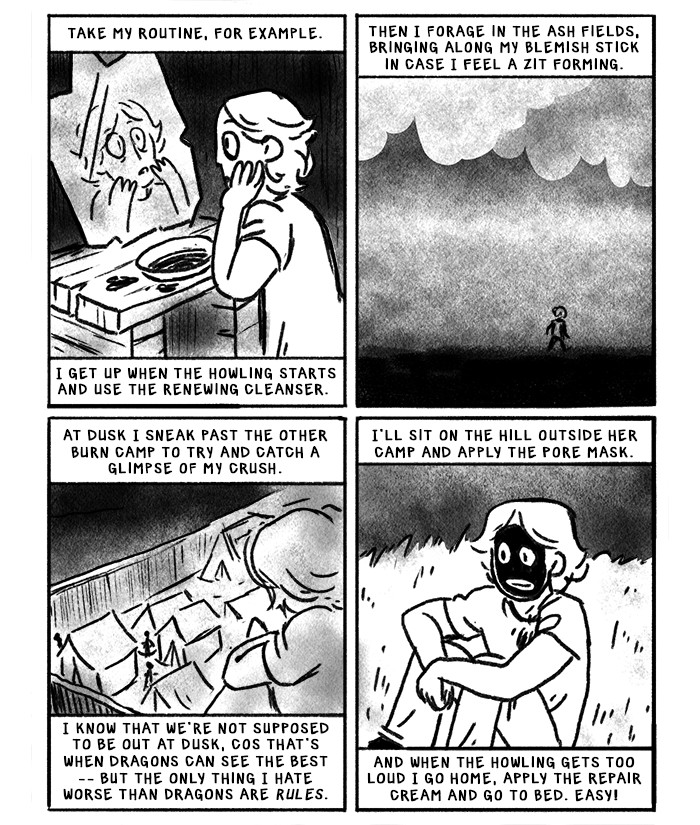 TAKE MY ROUTINE, FOR EXAMPLE.
I GET UP WHEN THE HOWLING STARTS
AND USE THE RENEWING CLEANSER.
THEN I FORAGE IN THE ASH FIELDS,
BRINGING ALONG MY BLEMISH STICK
IN CASE I FEEL A ZIT FORMING.
AT DUSK I SNEAK PAST THE OTHER
BURN CAMP TO TRY AND CATCH A
GLIMPSE OF MY CRUSH.
I KNOW THAT WE'RE NOT SUPPOSED
TO BE OUT AT DUSK, COS THAT'S
WHEN DRAGONS CAN SEE THE BEST
-- BUT THE ONLY THING I HATE
WORSE THAN DRAGONS ARE RULES.
I'LL SIT ON THE HILL OUTSIDE HER
CAMP AND APPLY THE PORE MASK.
AND WHEN THE HOWLING GETS TOO
LOUD I GO HOME, APPLY THE REPAIR
CREAM AND GO TO BED. EASY!